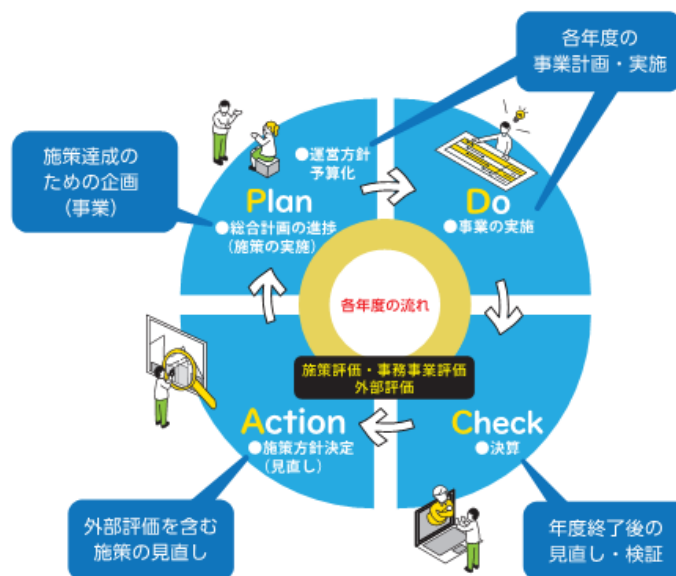 各年度の
事業計画・実施
施策達成の
ための企画
（事業）
●運営方針
予算化
Plan
●総合計画の進捗
（施策の実施）
Do
●事業の実施
各年度の流れ
施策評価・事務事業評価
外部評価
Action
●施策方針決定
（見直し）
Check
●決算
外部評価を含む
施策の見直し
年度終了後の
見直し・検証